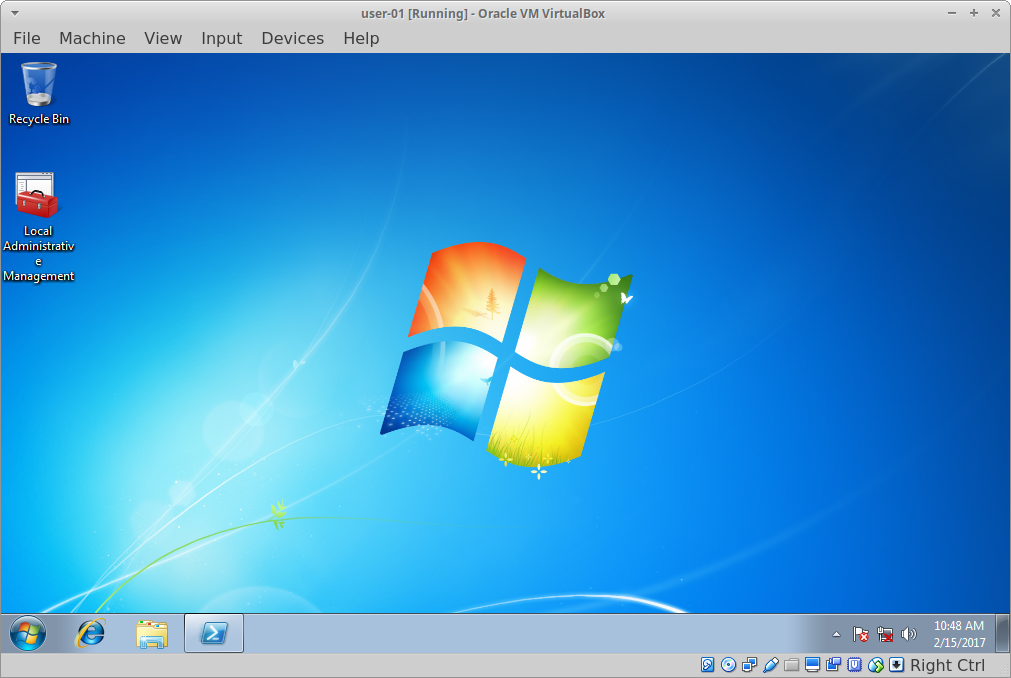 user-01 [Running] - Oracle VM VirtualBox
File Machine View Input Devices Help
Recycle Bin
Local
Administrativ
e
Management
10:48 AM
2/15/2017
Right Ctrl